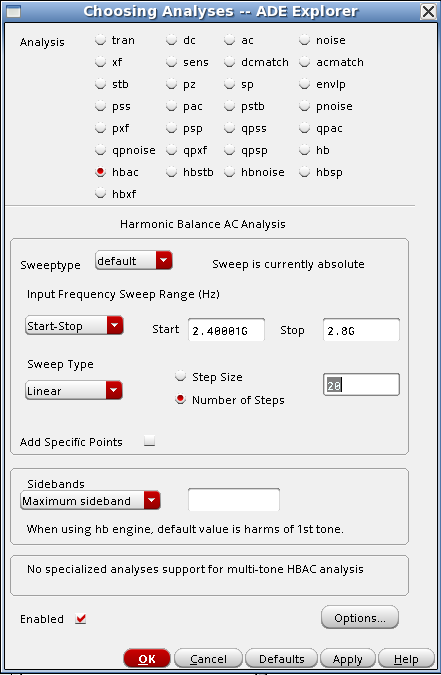 Choosing Analyses -- ADE Explorer
Analysis
tran dc ac noise
xf sens dcmatch acmatch
stb pz sp envlp
pss pac pstb pnoise
pxf psp qpss qpac
qpnoise qpxf qpsp hb
hbac hbstb hbnoise hbsp
hbxf
Harmonic Balance AC Analysis
Sweeptype default Sweep is currently absolute
Input Frequency Sweep Range (Hz)
Start-Stop Start 2.40001G Stop 2.8G
Sweep Type
Step Size
Linear 20
Number of Steps
Add Specific Points
Sidebands
Maximum sideband
When using hb engine, default value is harms of 1st tone.
No specialized analyses support for multi-tone HBAC analysis
Enabled Options...
OK Cancel Defaults Apply Help